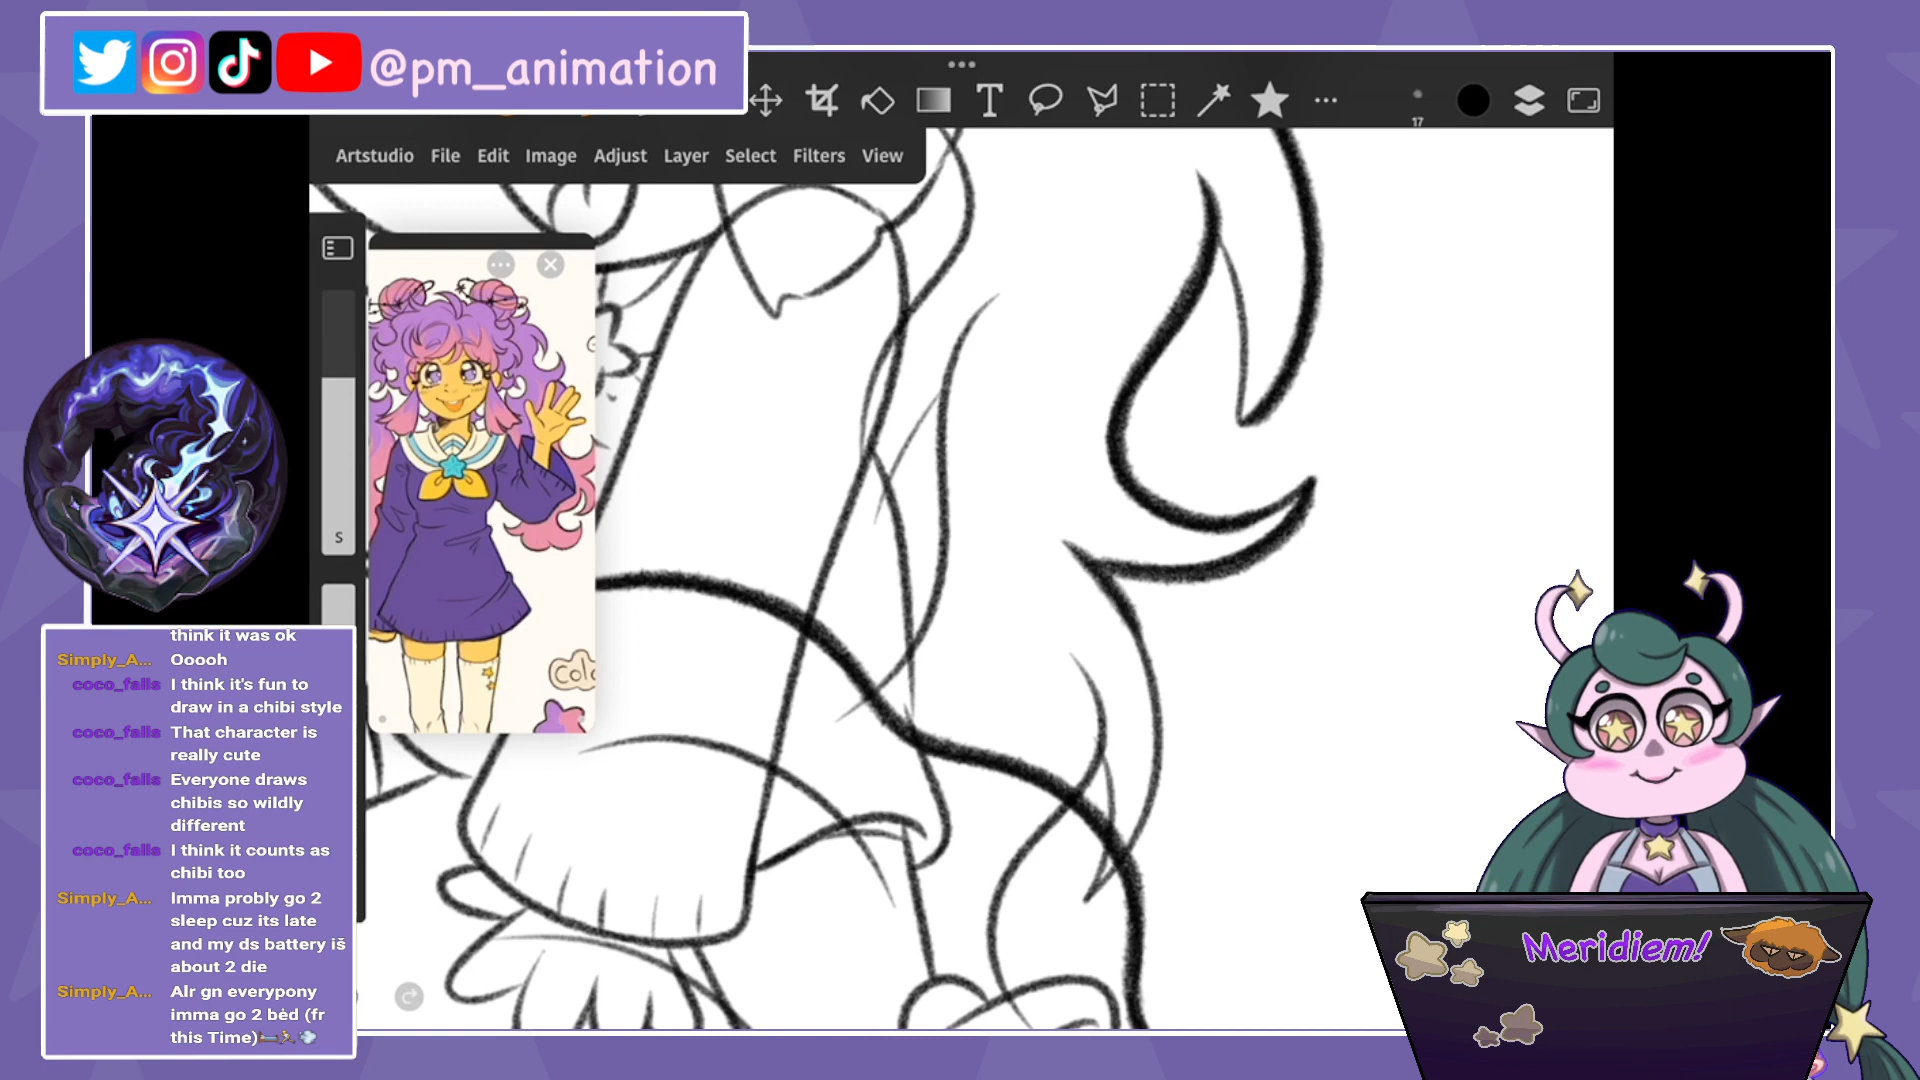 @pm_animation
17
Artstudio File Edit Image Adjust Layer Select Filters View
S
Colo
think it was ok
Simply_A... Ooooh
coco_falls I think it's fun to
draw in a chibi style
coco_falls That character is
really cute
coco_falls Everyone draws
chibis so wildly
different
coco_falls I think it counts as
chibi too
Simply_A... Imma probly go 2
sleep cuz its late
and my ds battery iš
about 2 die
Simply_A... Alr gn everypony
imma go 2 bėd (fr
this Time)
Meridiem!